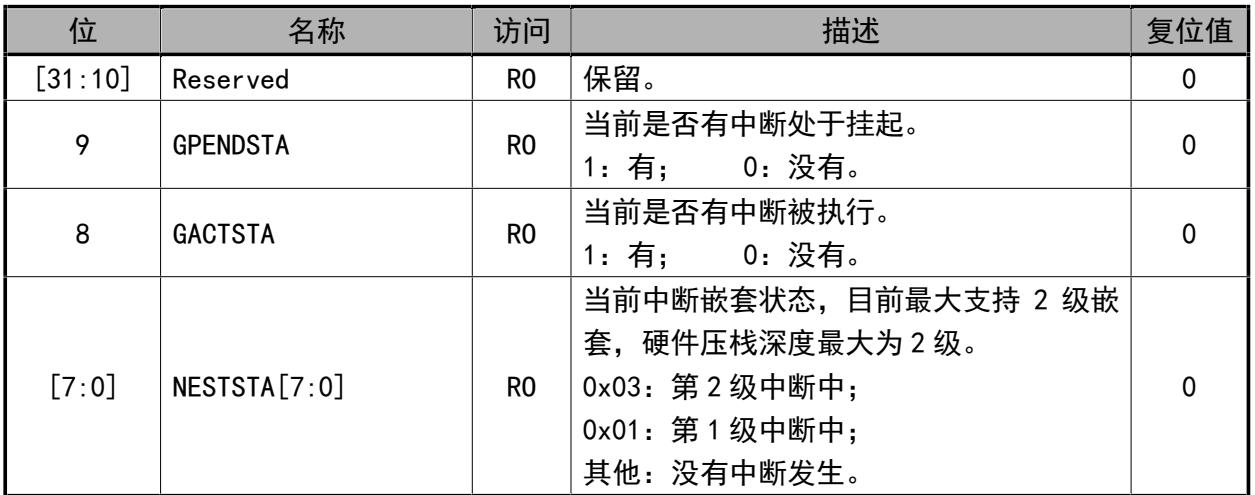 位 名称 访问 描述 复位值
[31:10] Reserved RO 保留。 0
9 GPENDSTA RO 当前是否有中断处于挂起。
1：有； 0：没有。 0
8 GACTSTA RO 当前是否有中断被执行。
1：有； 0：没有。 0
[7:0] NESTSTA[7:0] RO 当前中断嵌套状态，目前最大支持 2 级嵌
套，硬件压栈深度最大为 2 级。
0x03：第 2 级中断中；
0x01：第 1 级中断中；
其他：没有中断发生。 0